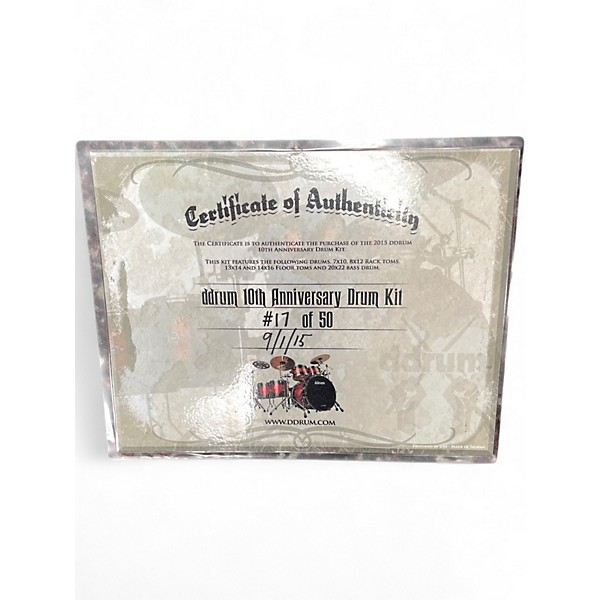 Certificate of Authenticity
The Certificate is to authenticate the purchase of the 2015 ddrum
10th Anniversary Drum Kit.
This kit features the following drums, 7x10, 8x12 Rack toms,
13x14 and 14x16 Floor toms and 20x22 bass drum.
ddrum 10th Anniversary Drum Kit
#17 of 50
9/1/15
ddrum
www.ddrum.com